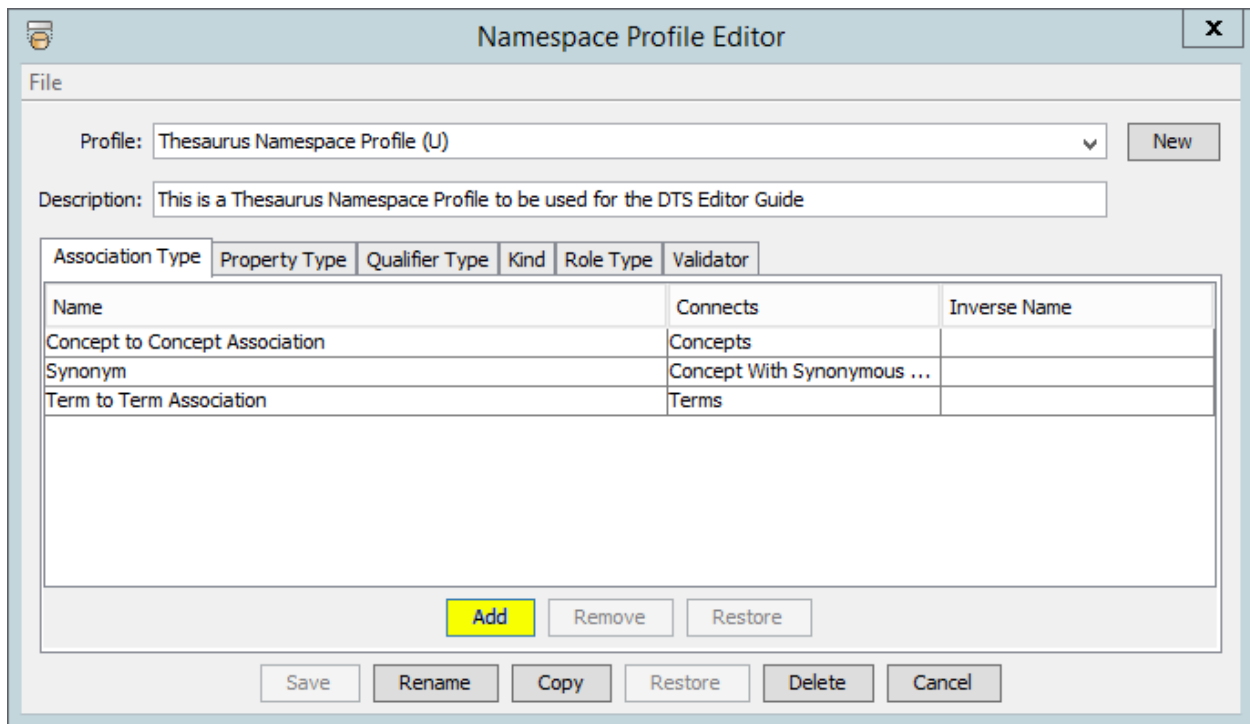 Namespace Profile Editor
X
File
Profile: Thesaurus Namespace Profile (U) New
Description: This is a Thesaurus Namespace Profile to be used for the DTS Editor Guide
Association Type Property Type Qualifier Type Kind Role Type Validator
Name Connects Inverse Name
Concept to Concept Association Concepts
Synonym Concept With Synonymous ...
Term to Term Association Terms
Add Remove Restore
Save Rename Copy Restore Delete Cancel